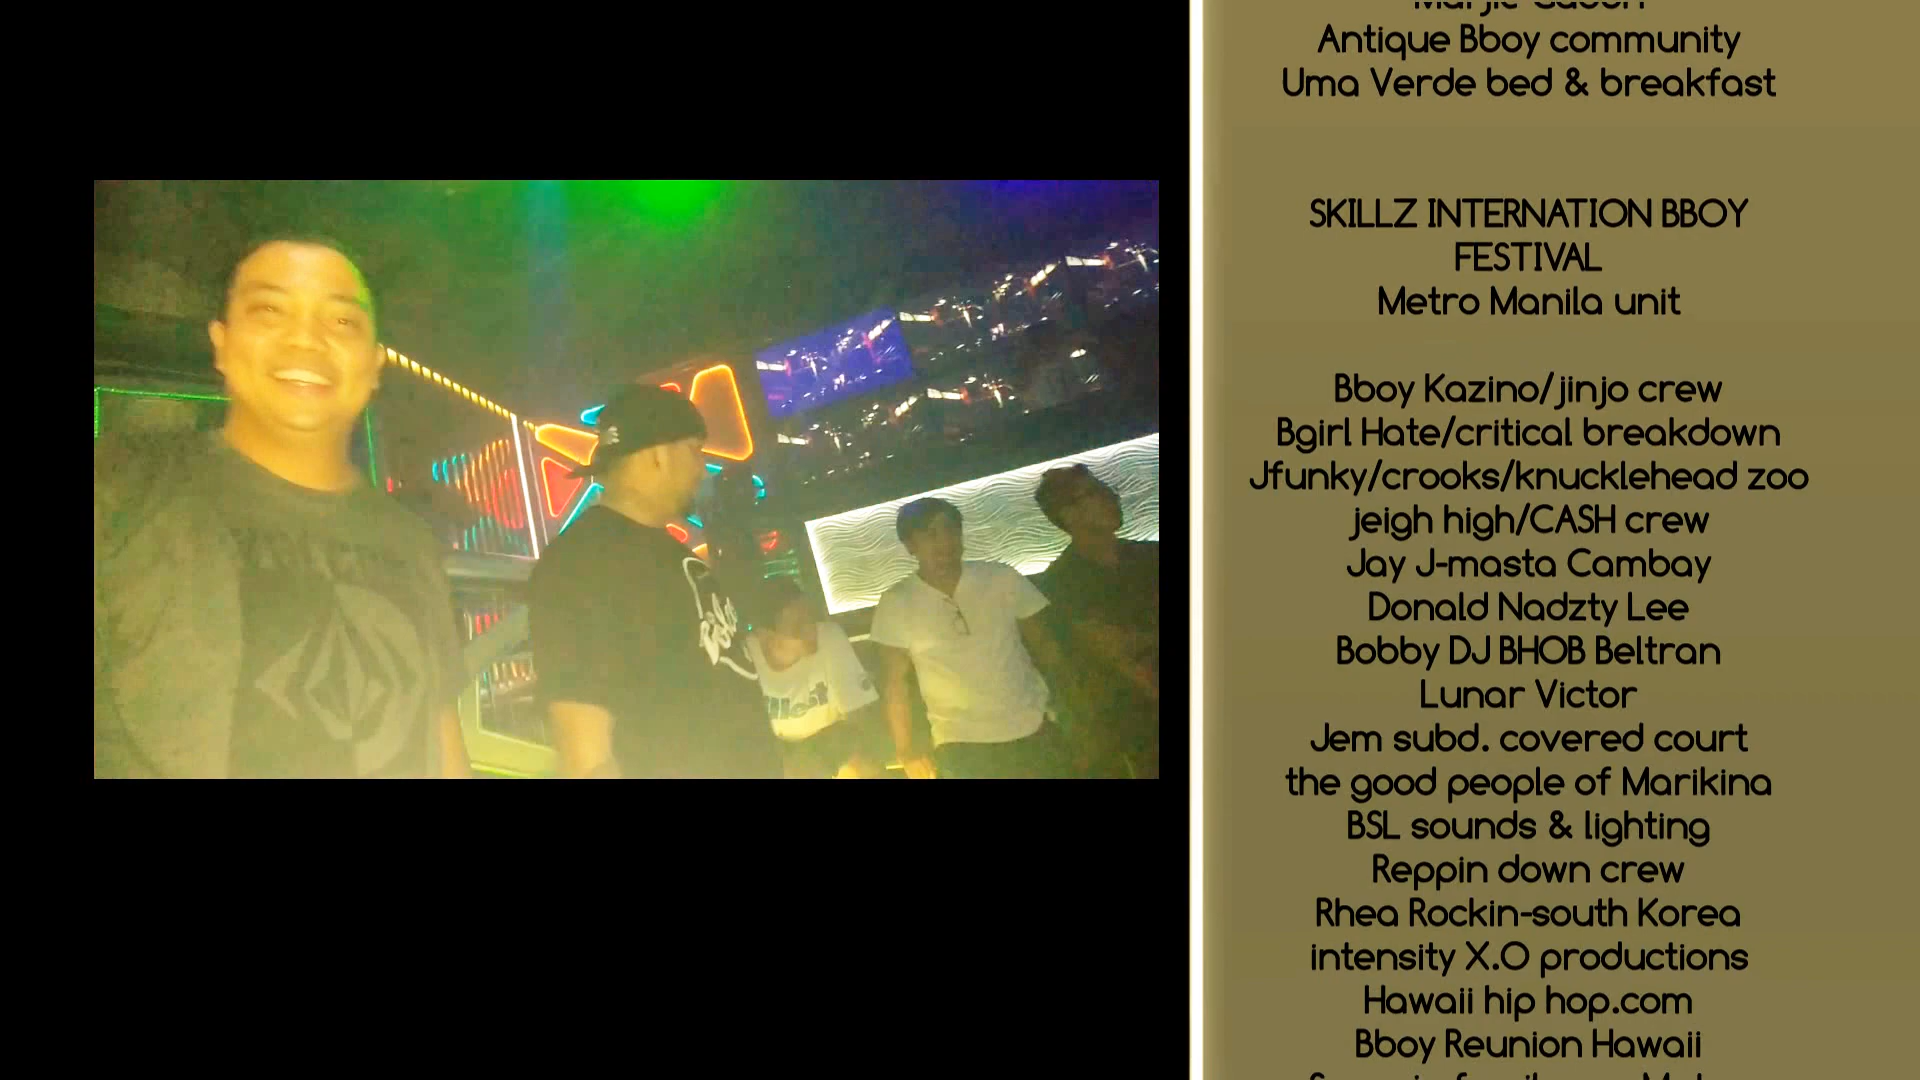 Antique Bboy community
Uma Verde bed & breakfast
SKILLZ INTERNATION BBOY
FESTIVAL
Metro Manila unit
Bboy Kazino/jinjo crew
Bgirl Hate/critical breakdown
Jfunky/crooks/knucklehead zoo
jeigh high/CASH crew
Jay J-masta Cambay
Donald Nadzty Lee
Bobby DJ BHOB Beltran
Lunar Victor
Jem subd. covered court
the good people of Marikina
BSL sounds & lighting
Reppin down crew
Rhea Rockin-south Korea
intensity X.O productions
Hawaii hip hop.com
Bboy Reunion Hawaii